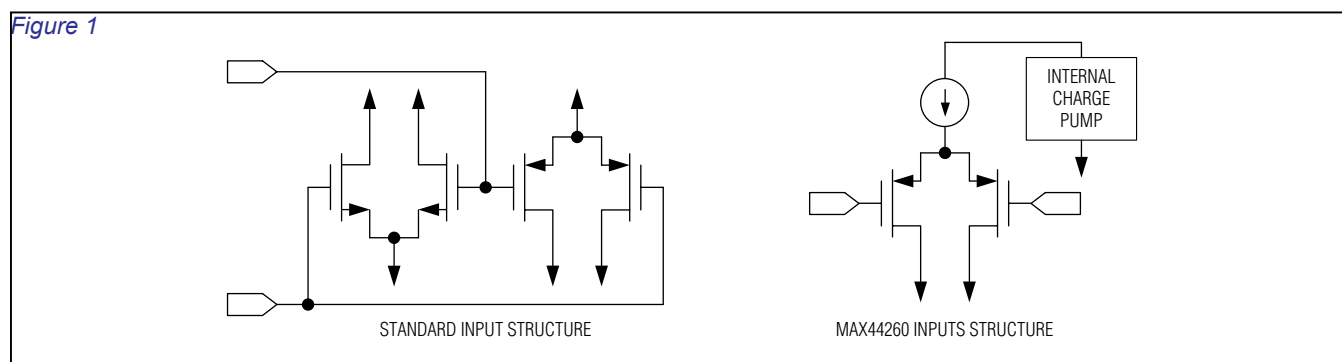 Figure 1
INTERNAL
CHARGE
PUMP
STANDARD INPUT STRUCTURE
MAX44260 INPUTS STRUCTURE